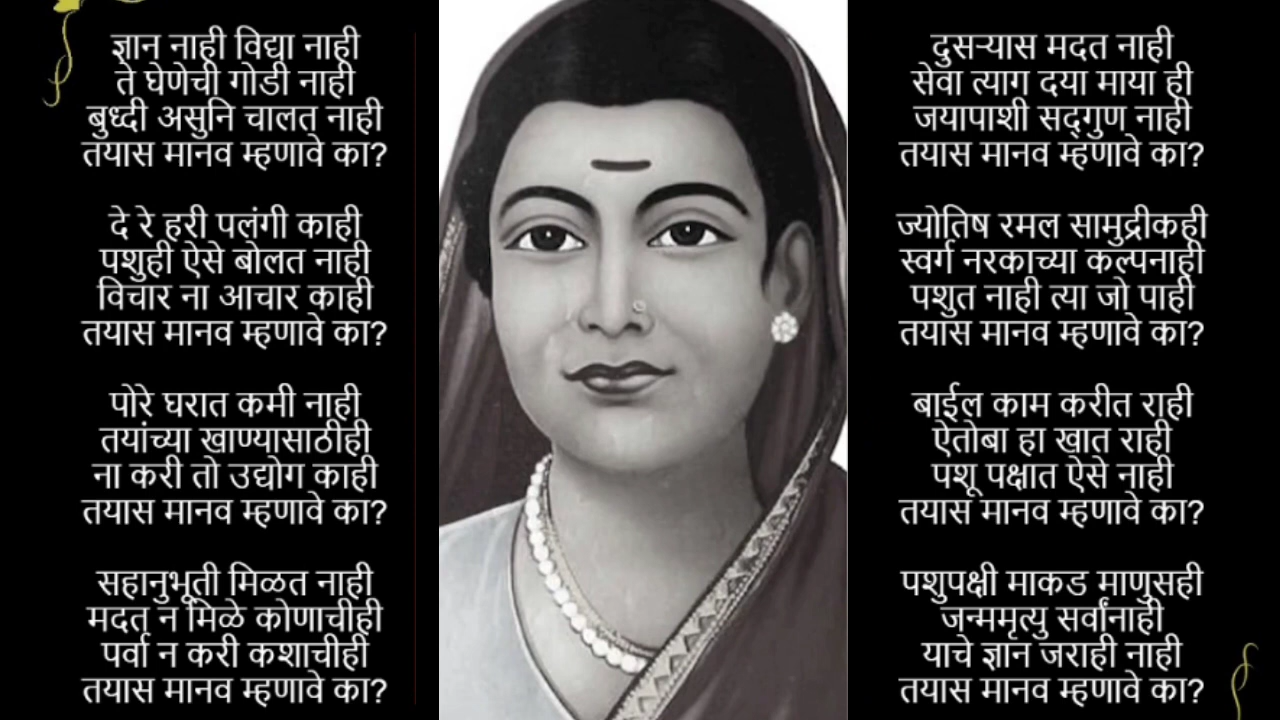 ज्ञान नाही विद्या नाही
ते घेणेची गोडी नाही
बुध्दी असुनि चालत नाही
तयास मानव म्हणावे का?
दे रे हरी पलंगी काही
पशुही ऐसे बोलत नाही
विचार ना आचार काही
तयास मानव म्हणावे का?
पोरे घरात कमी नाही
तयांच्या खाण्यासाठीही
ना करी तो उद्योग काही
तयास मानव म्हणावे का?
सहानुभूती मिळत नाही
मदत न मिळे कोणाचीही
पर्वा न करी कशाचीही
तयास मानव म्हणावे का?
दुसऱ्यास मदत नाही
सेवा त्याग दया माया ही
जयापाशी सद्गुण नाही
तयास मानव म्हणावे का?
ज्योतिष रमल सामुद्रीकही
स्वर्ग नरकाच्या कल्पनाही
पशुत नाही त्या जो पाही
तयास मानव म्हणावे का?
बाईल काम करीत राही
ऐतोबा हा खात राही
पशू पक्षात ऐसे नाही
तयास मानव म्हणावे का?
पशुपक्षी माकड माणुसही
जन्ममृत्यु सर्वांनाही
याचे ज्ञान जराही नाही
तयास मानव म्हणावे का?